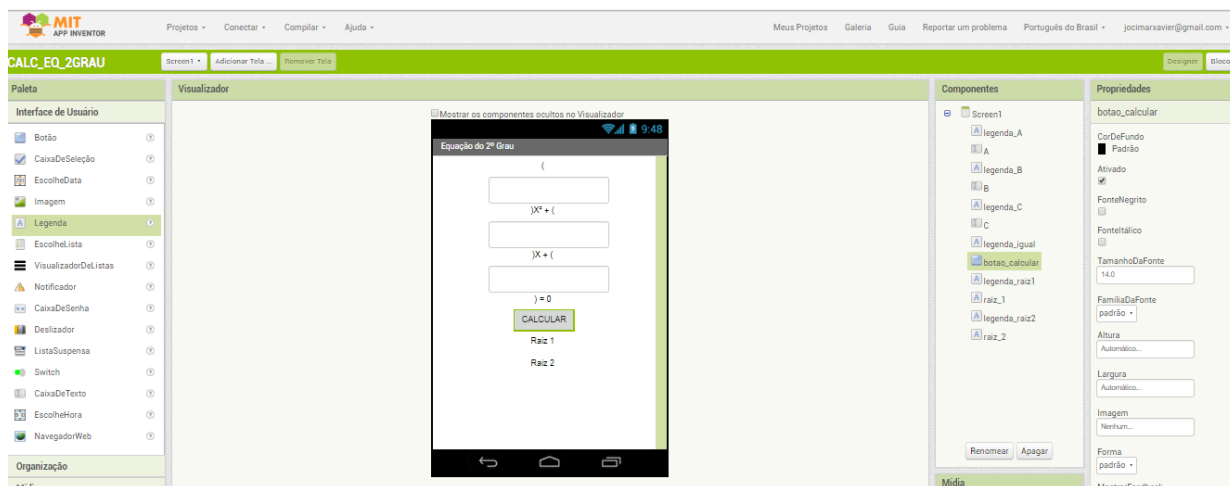 MIT
APP INVENTOR
Projetos
Conectar
Compilar
Ajuda
Meus Projetos
Galeria
Guia
Reportar um problema
Português do Brasil
jocimarxavier@gmail.com
CALC_EQ_2GRAU
Screen1
Adicionar Tela ...
Remover Tela
Designer
Bloco
Paleta
Interface de Usuário
Botão
CaixaDeSeleção
EscolheData
Imagem
Legenda
EscolheLista
VisualizadorDeListas
Notificador
CaixaDeSenha
Deslizador
ListaSuspensa
Switch
CaixaDeTexto
EscolheHora
NavegadorWeb
Organização
Visualizador
Mostrar os componentes ocultos no Visualizador
9:48
Equação do 2º Grau
(
)X² + (
)X + (
) = 0
CALCULAR
Raiz 1
Raiz 2
Componentes
Screen1
legenda_A
A
legenda_B
B
legenda_C
C
legenda_igual
botao_calcular
legenda_raiz1
raiz_1
legenda_raiz2
raiz_2
Renomear
Apagar
Mídia
Propriedades
botao_calcular
CorDeFundo
Padrão
Ativado
FonteNegrito
FonteItálico
TamanhoDaFonte
14.0
FamiliaDaFonte
padrão
Altura
Automático...
Largura
Automático...
Imagem
Nenhum...
Forma
padrão